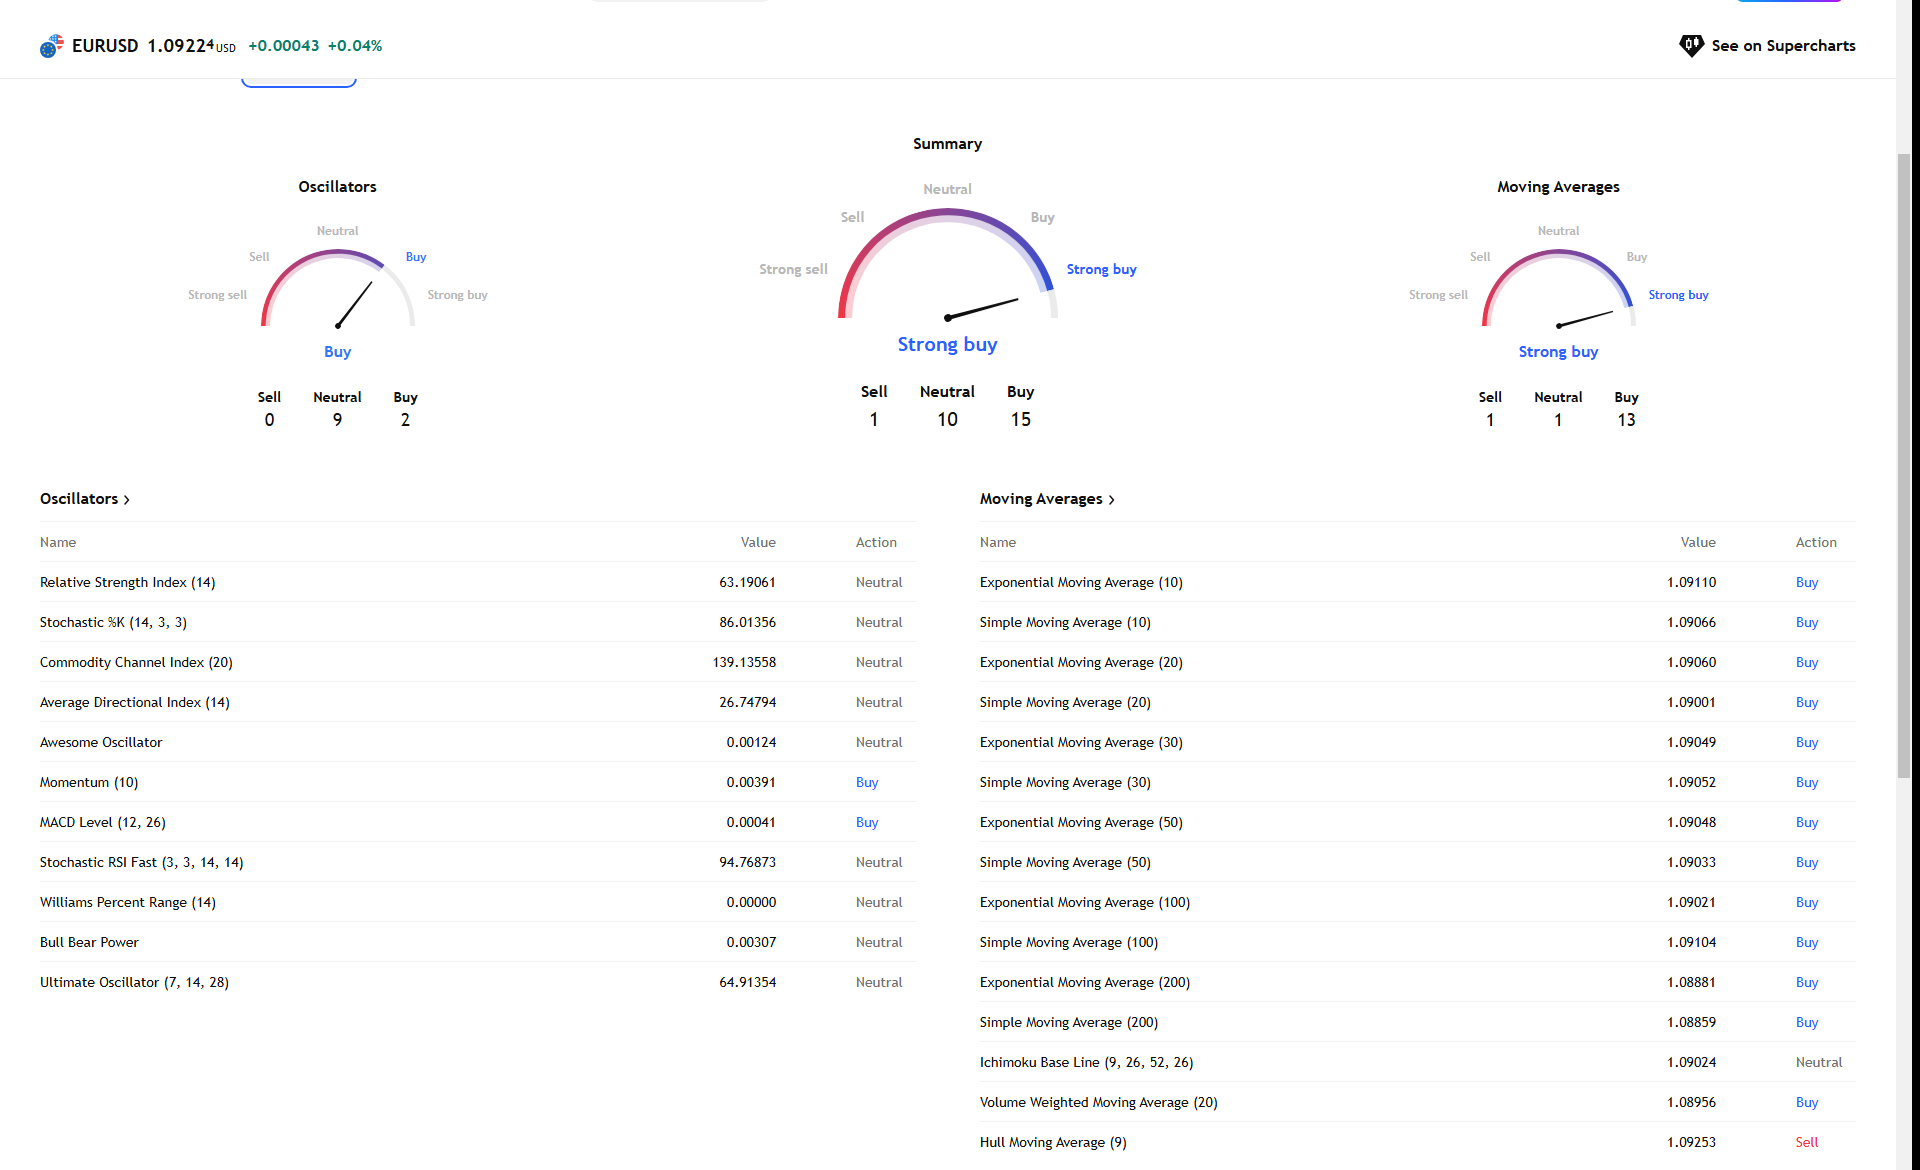 EURUSD 1.09224 USD +0.00043 +0.04%
See on Supercharts
Summary
Oscillators
Moving Averages
Neutral
Sell
Buy
Strong sell
Strong buy
Buy
Sell Neutral Buy
0 9 2
Neutral
Sell
Buy
Strong sell
Strong buy
Strong buy
Sell Neutral Buy
1 10 15
Neutral
Sell
Buy
Strong sell
Strong buy
Strong buy
Sell Neutral Buy
1 1 13
Oscillators >
Name Value Action
Relative Strength Index (14) 63.19061 Neutral
Stochastic %K (14, 3, 3) 86.01356 Neutral
Commodity Channel Index (20) 139.13558 Neutral
Average Directional Index (14) 26.74794 Neutral
Awesome Oscillator 0.00124 Neutral
Momentum (10) 0.00391 Buy
MACD Level (12, 26) 0.00041 Buy
Stochastic RSI Fast (3, 3, 14, 14) 94.76873 Neutral
Williams Percent Range (14) 0.00000 Neutral
Bull Bear Power 0.00307 Neutral
Ultimate Oscillator (7, 14, 28) 64.91354 Neutral
Moving Averages >
Name Value Action
Exponential Moving Average (10) 1.09110 Buy
Simple Moving Average (10) 1.09066 Buy
Exponential Moving Average (20) 1.09060 Buy
Simple Moving Average (20) 1.09001 Buy
Exponential Moving Average (30) 1.09049 Buy
Simple Moving Average (30) 1.09052 Buy
Exponential Moving Average (50) 1.09048 Buy
Simple Moving Average (50) 1.09033 Buy
Exponential Moving Average (100) 1.09021 Buy
Simple Moving Average (100) 1.09104 Buy
Exponential Moving Average (200) 1.08881 Buy
Simple Moving Average (200) 1.08859 Buy
Ichimoku Base Line (9, 26, 52, 26) 1.09024 Neutral
Volume Weighted Moving Average (20) 1.08956 Buy
Hull Moving Average (9) 1.09253 Sell